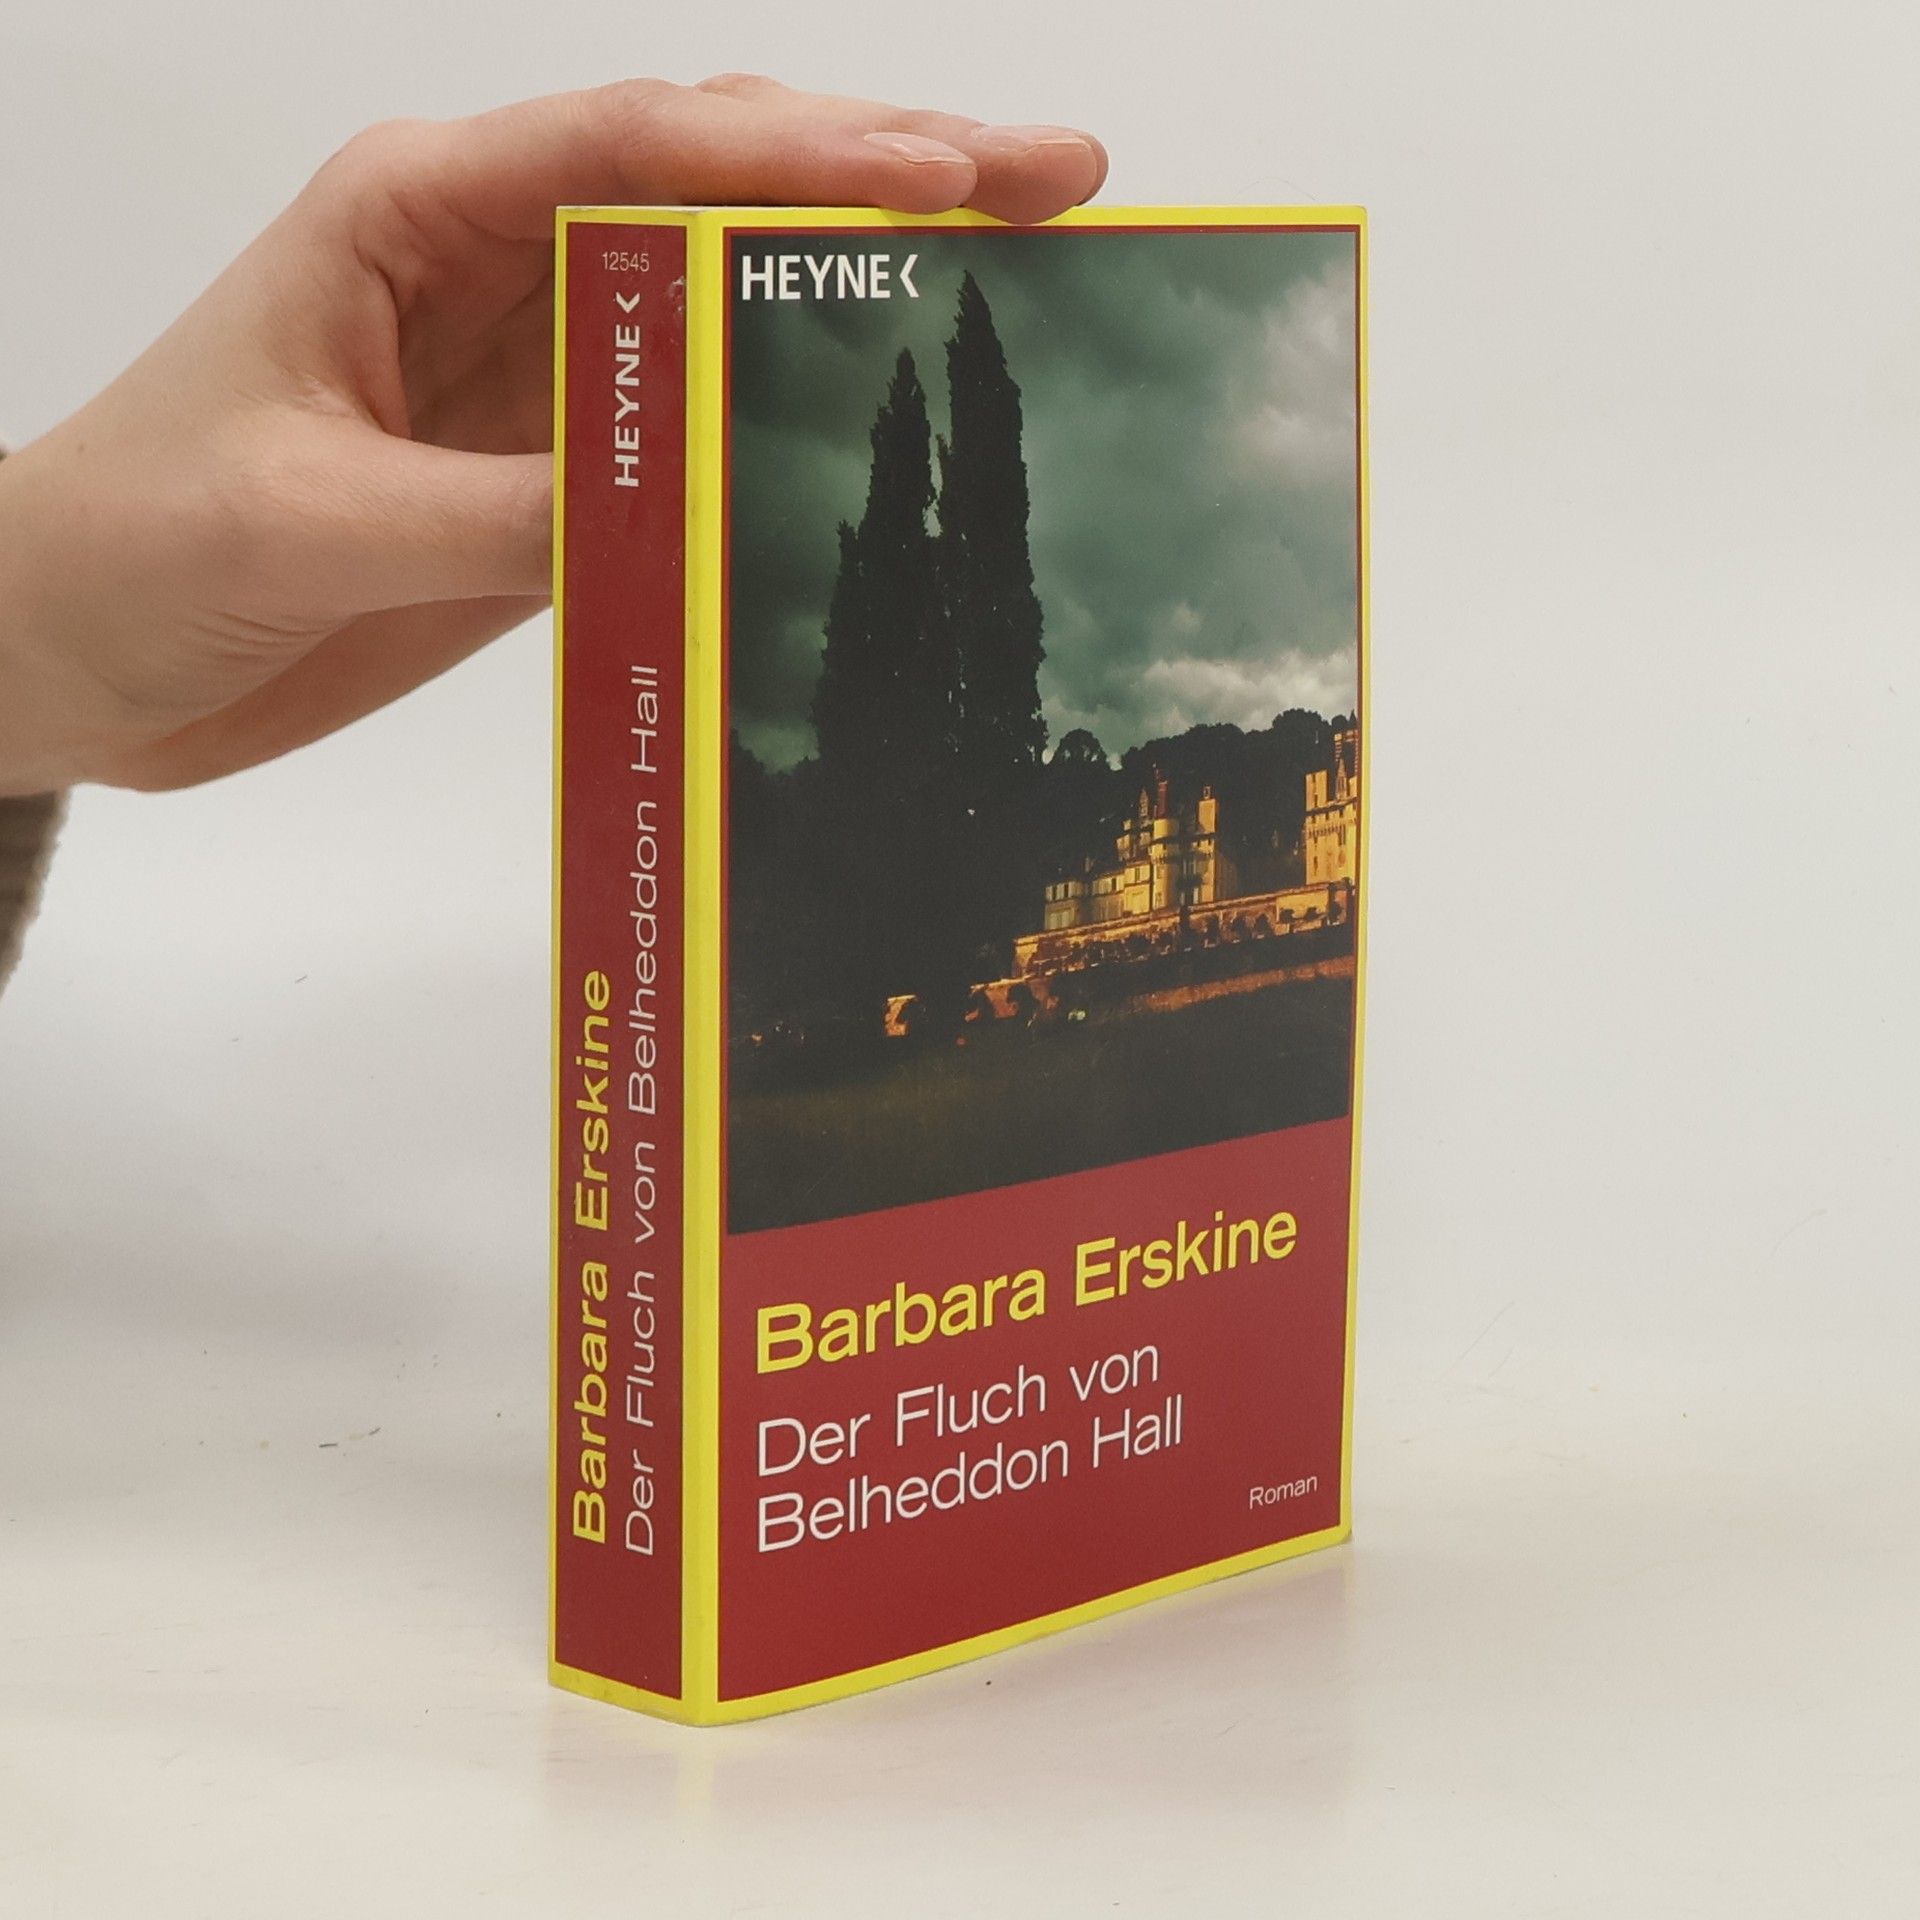 12545
HEYNE<
Barbara Erskine
Der Fluch von Belheddon Hall
HEYNE<
Barbara Erskine
Der Fluch von
Belheddon Hall
Roman